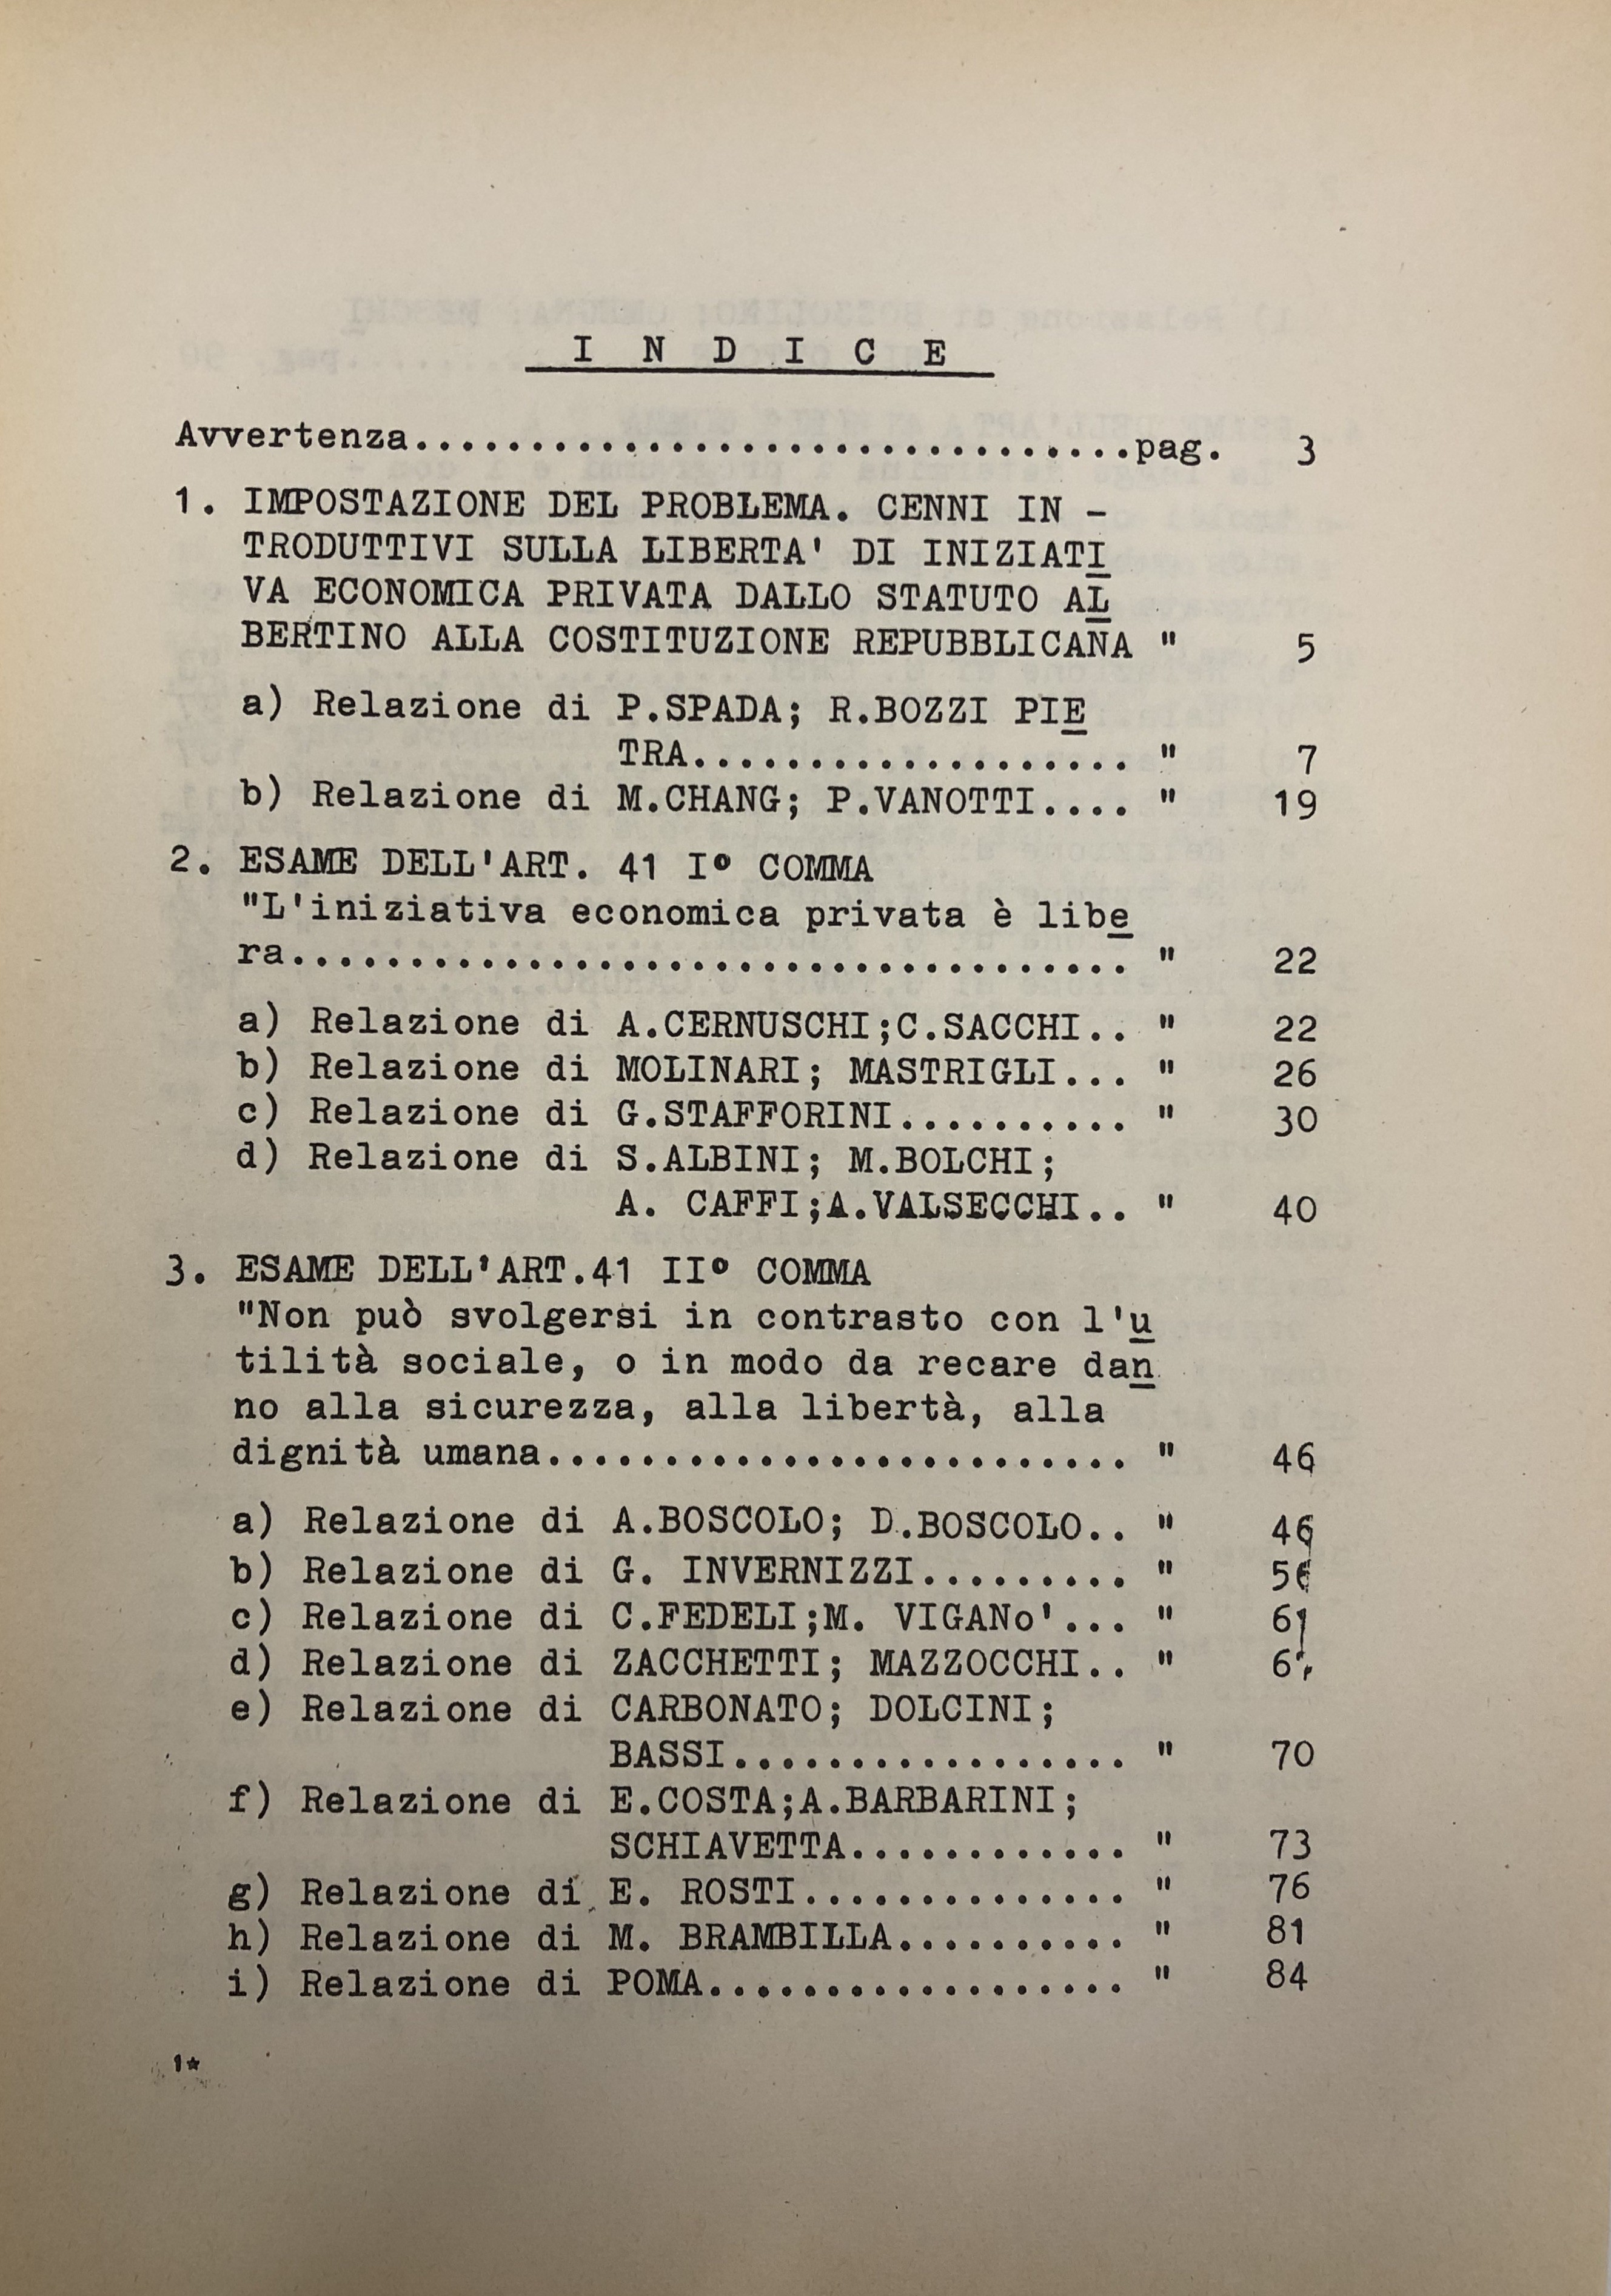 I N D I C E
Avvertenza...............................pag. 3
1. IMPOSTAZIONE DEL PROBLEMA. CENNI IN -
TRODUTTIVI SULLA LIBERTA' DI INIZIATI
VA ECONOMICA PRIVATA DALLO STATUTO AL
BERTINO ALLA COSTITUZIONE REPUBBLICANA " 5
a) Relazione di P.SPADA; R.BOZZI PIE
TRA................... " 7
b) Relazione di M.CHANG; P.VANOTTI.... " 19
2. ESAME DELL'ART. 41 I° COMMA
"L'iniziativa economica privata è libe
ra.................................... " 22
a) Relazione di A.CERNUSCHI;C.SACCHI.. " 22
b) Relazione di MOLINARI; MASTRIGLI... " 26
c) Relazione di G.STAFFORINI.......... " 30
d) Relazione di S.ALBINI; M.BOLCHI;
A. CAFFI;A.VALSECCHI.. " 40
3. ESAME DELL'ART.41 II° COMMA
"Non può svolgersi in contrasto con l'u
tilità sociale, o in modo da recare dan
no alla sicurezza, alla libertà, alla
dignità umana......................... " 46
a) Relazione di A.BOSCOLO; D.BOSCOLO.. " 46
b) Relazione di G. INVERNIZZI......... " 56
c) Relazione di C.FEDELI;M. VIGANo'... " 61
d) Relazione di ZACCHETTI; MAZZOCCHI.. "
e) Relazione di CARBONATO; DOLCINI;
BASSI................. " 70
f) Relazione di E.COSTA;A.BARBARINI;
SCHIAVETTA............ " 73
g) Relazione di E. ROSTI.............. " 76
h) Relazione di M. BRAMBILLA.......... " 81
i) Relazione di POMA.................. " 84
1*